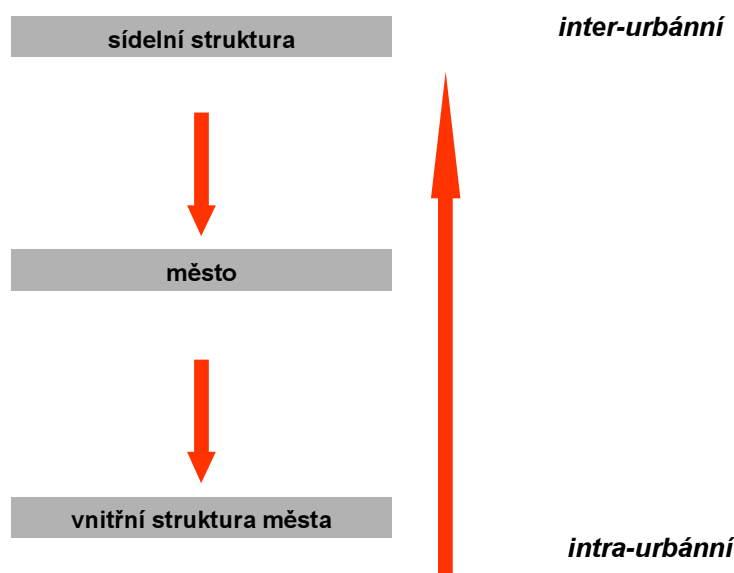 sídelní struktura
inter-urbánní
město
vnitřní struktura města
intra-urbánní